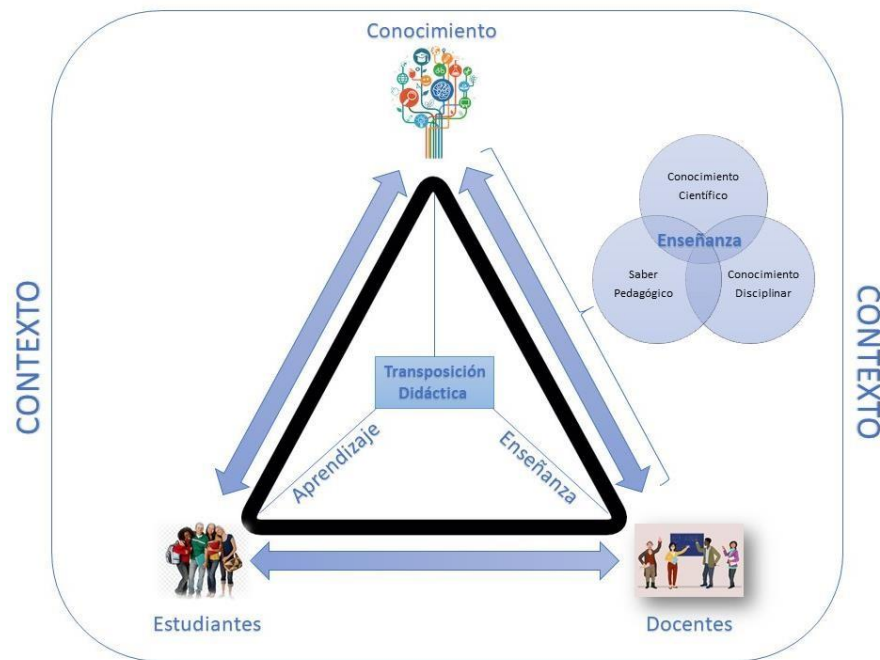 Conocimiento
Conocimiento
Científico
Enseñanza
Saber
Pedagógico
Conocimiento
Disciplinar
CONTEXTO
CONTEXTO
Transposición
Didáctica
Aprendizaje
Enseñanza
Estudiantes
Docentes